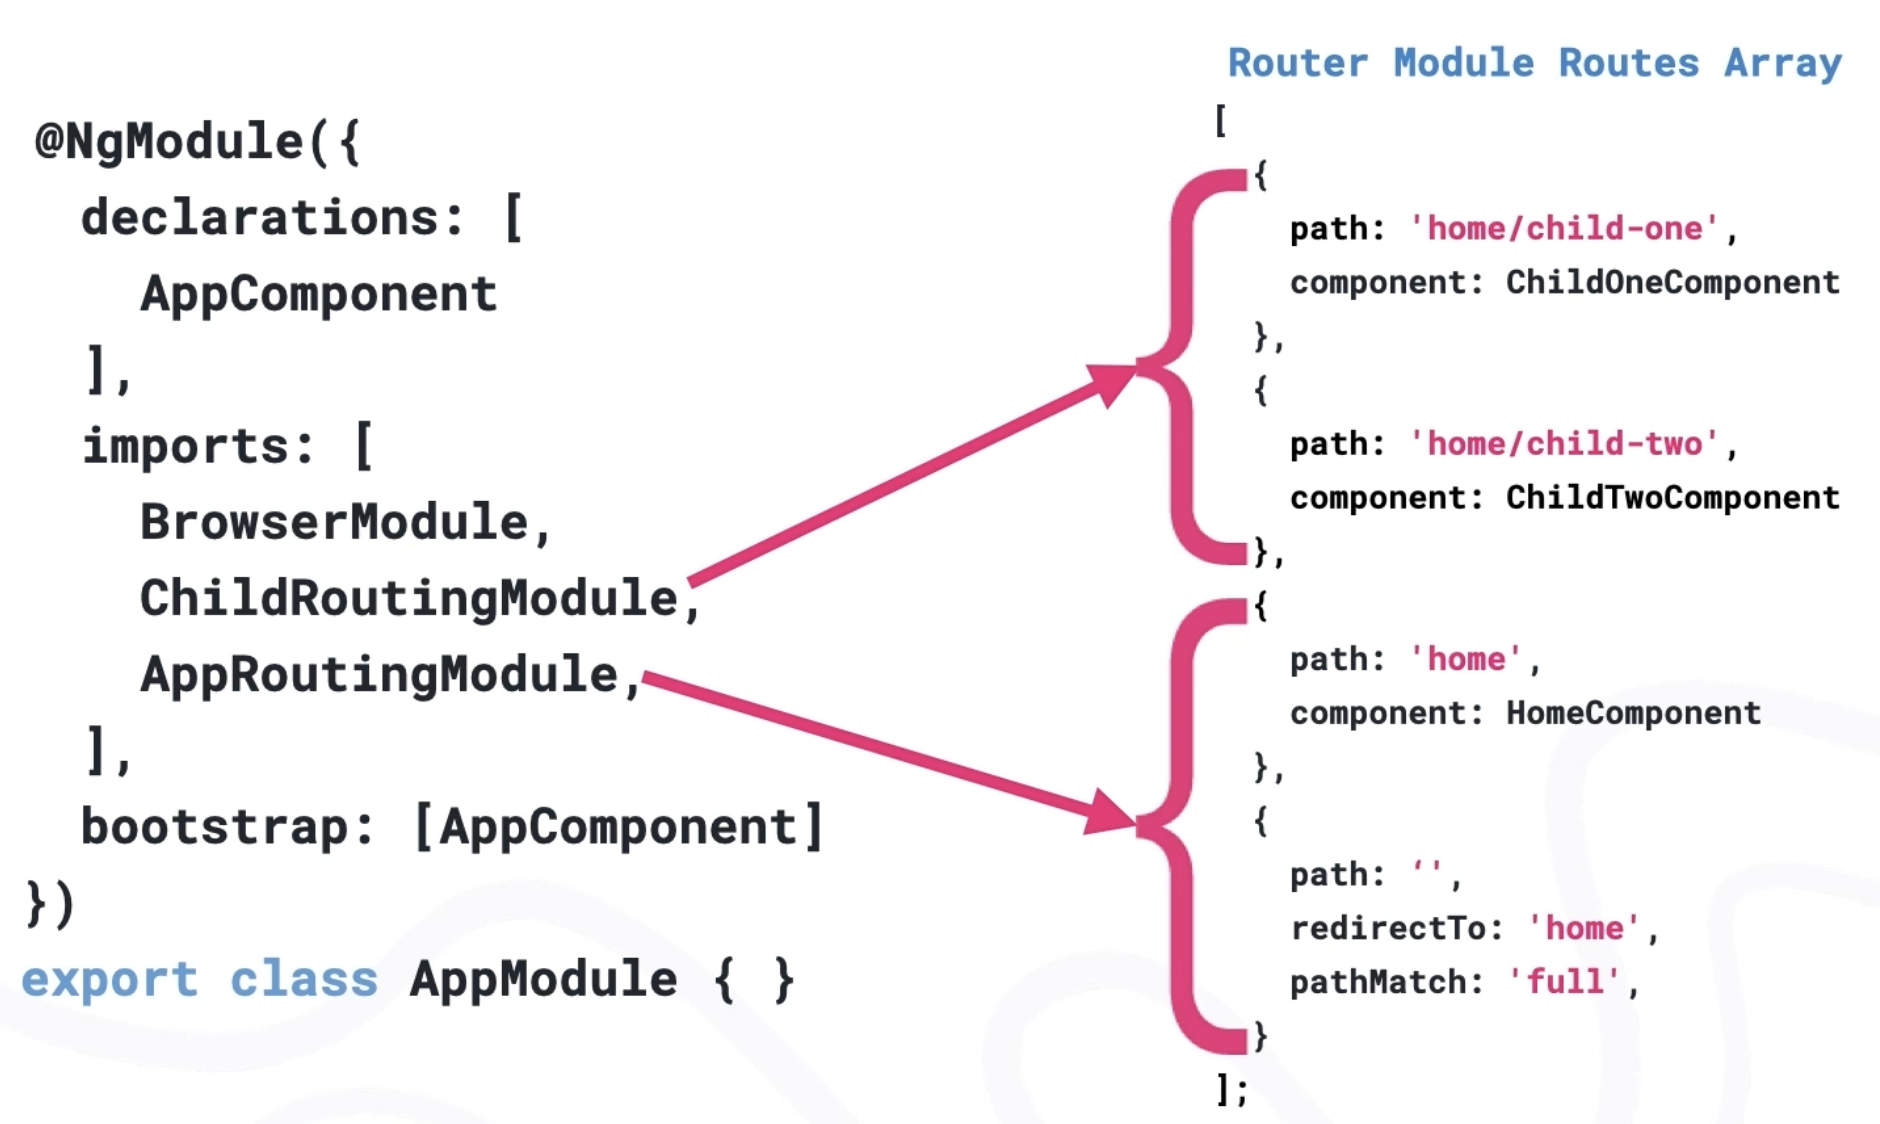 @NgModule({
declarations: [
AppComponent
],
imports: [
BrowserModule,
ChildRoutingModule,
AppRoutingModule,
],
bootstrap: [AppComponent]
})
export class AppModule { }
Router Module Routes Array
[
{
path: 'home/child-one',
component: ChildOneComponent
},
{
path: 'home/child-two',
component: ChildTwoComponent
},
{
path: 'home',
component: HomeComponent
},
{
path: ‘',
redirectTo: 'home',
pathMatch: 'full',
}
];